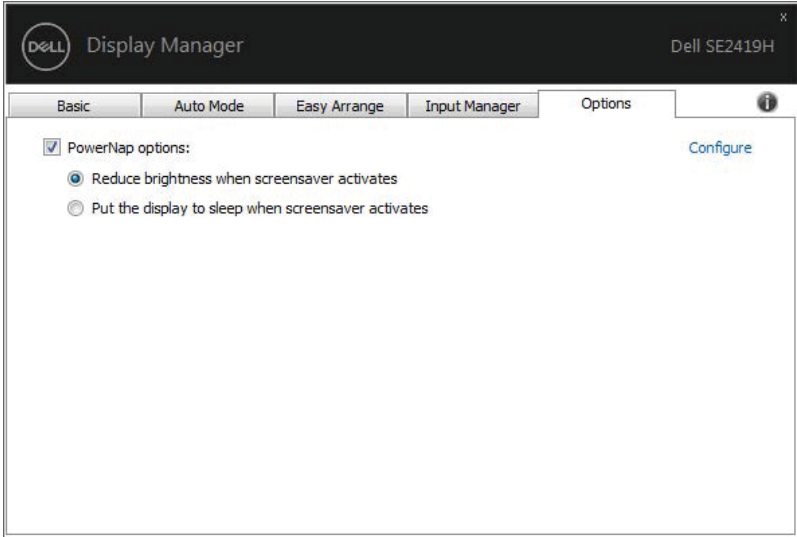 x
DELL Display Manager Dell SE2419H
Basic Auto Mode Easy Arrange Input Manager Options i
PowerNap options: Configure
Reduce brightness when screensaver activates
Put the display to sleep when screensaver activates